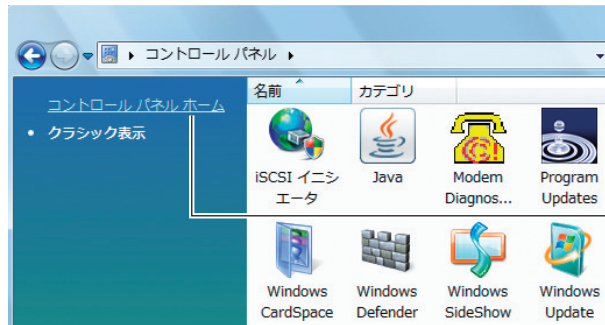 コントロール パネル
コントロール パネル ホーム
クラシック表示
名前 カテゴリ
iSCSI イニシ
エータ
Java
Modem
Diagnos...
Program
Updates
Windows
CardSpace
Windows
Defender
Windows
SideShow
Windows
Update